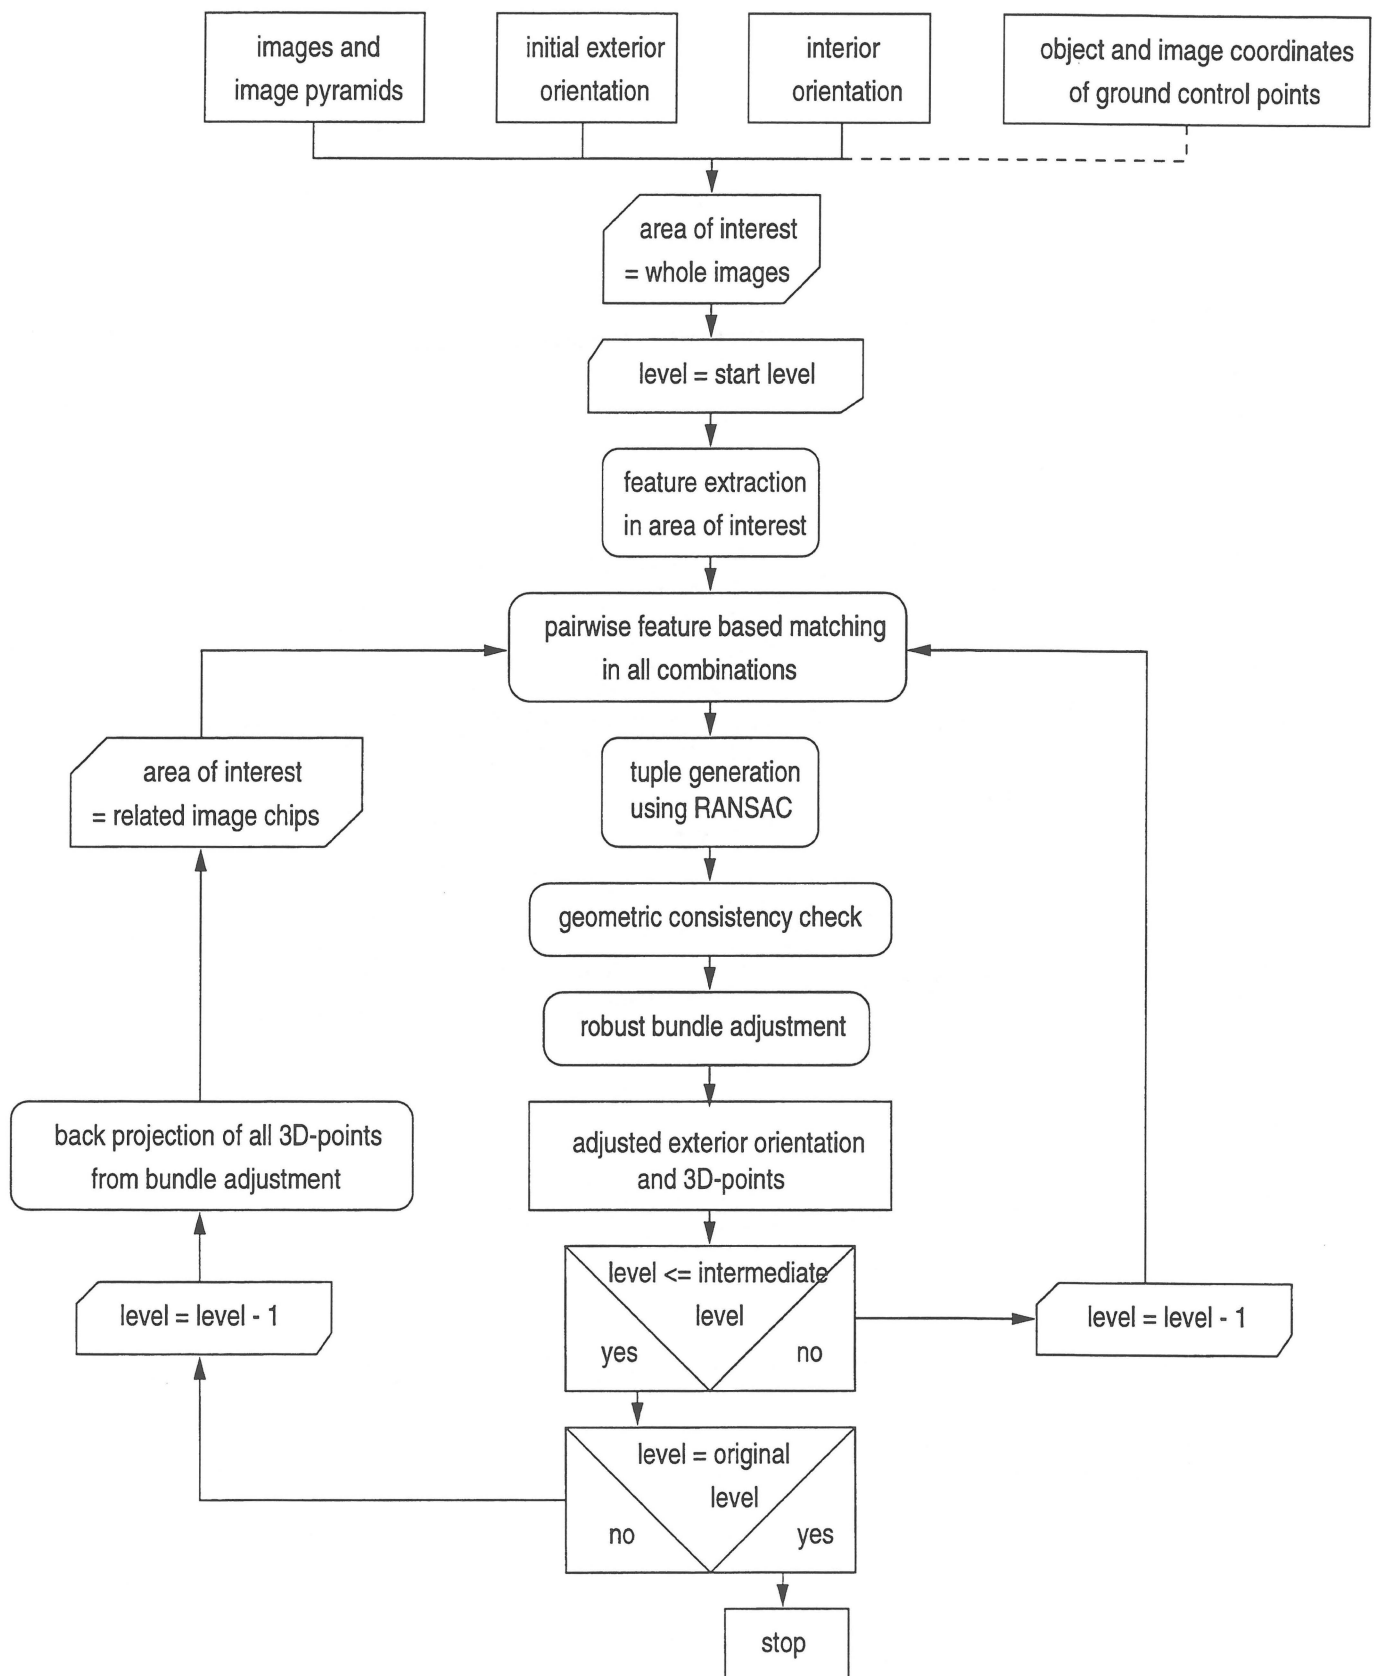 images and
image pyramids
initial exterior
orientation
interior
orientation
object and image coordinates
of ground control points
area of interest
= whole images
level = start level
feature extraction
in area of interest
pairwise feature based matching
in all combinations
area of interest
= related image chips
tuple generation
using RANSAC
geometric consistency check
robust bundle adjustment
back projection of all 3D-points
from bundle adjustment
adjusted exterior orientation
and 3D-points
level <= intermediate
level
yes
no
level = level - 1
level = level - 1
level = original
level
no
yes
stop